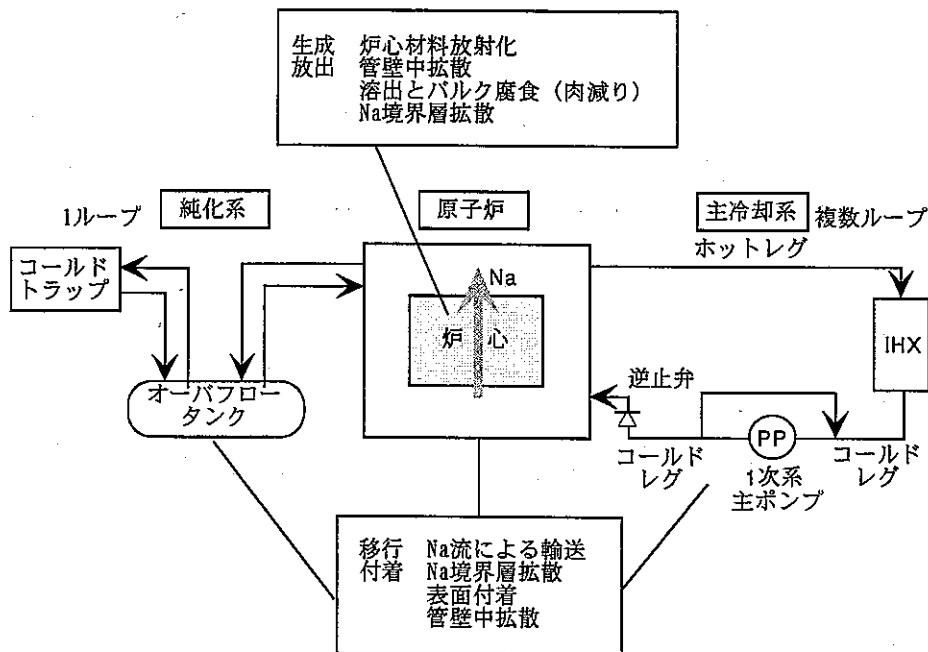 生成 炉心材料放射化
放出 管壁中拡散
溶出とバルク腐食（肉減り）
Na境界層拡散
1ループ
純化系
原子炉
主冷却系
複数ループ
ホットレグ
コールド
トラップ
Na
炉心
IHX
オーバフロー
タンク
逆止弁
PP
コールド
レグ
1次系
主ポンプ
コールド
レグ
移行 Na流による輸送
付着 Na境界層拡散
表面付着
管壁中拡散